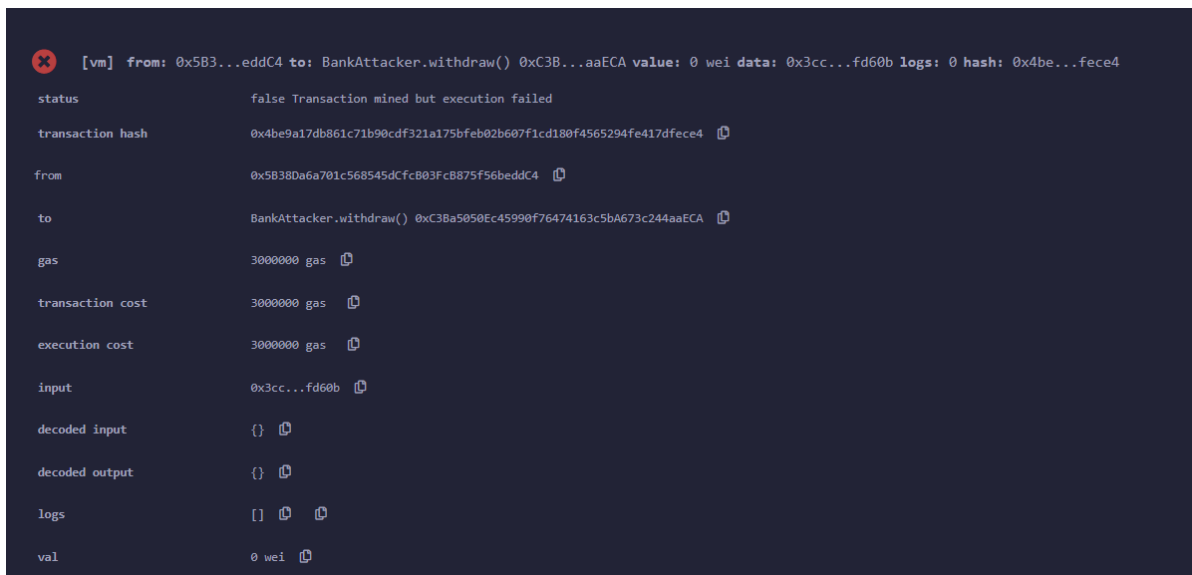 [vm] from: 0x5B3...eddC4 to: BankAttacker.withdraw() 0xC3B...aaECA value: 0 wei data: 0x3cc...fd60b logs: 0 hash: 0x4be...fece4
status false Transaction mined but execution failed
transaction hash 0x4be9a17db861c71b90cdf321a175bfeb02b607f1cd180f4565294fe417dfece4
from 0x5B38Da6a701c568545dCfcB03FcB875f56beddC4
to BankAttacker.withdraw() 0xC3Ba5050Ec45990f76474163c5bA673c244aaECA
gas 3000000 gas
transaction cost 3000000 gas
execution cost 3000000 gas
input 0x3cc...fd60b
decoded input {}
decoded output {}
logs []
val 0 wei